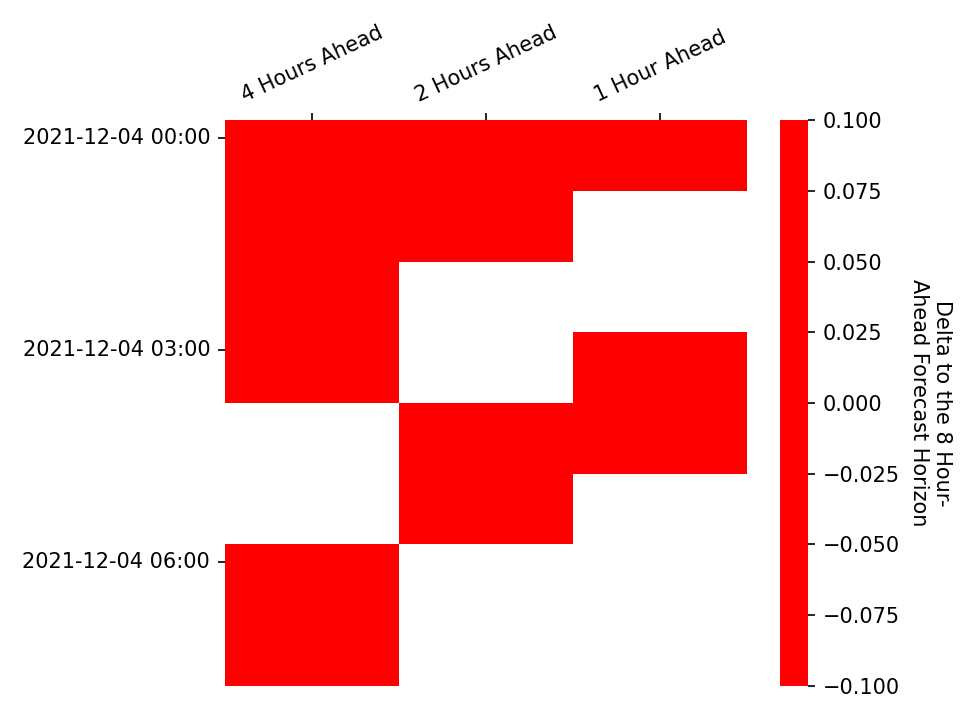 4 Hours Ahead
2 Hours Ahead
1 Hour Ahead
2021-12-04 00:00
2021-12-04 03:00
2021-12-04 06:00
0.100
0.075
0.050
0.025
0.000
−0.025
−0.050
−0.075
−0.100
Delta to the 8 Hour-
Ahead Forecast Horizon